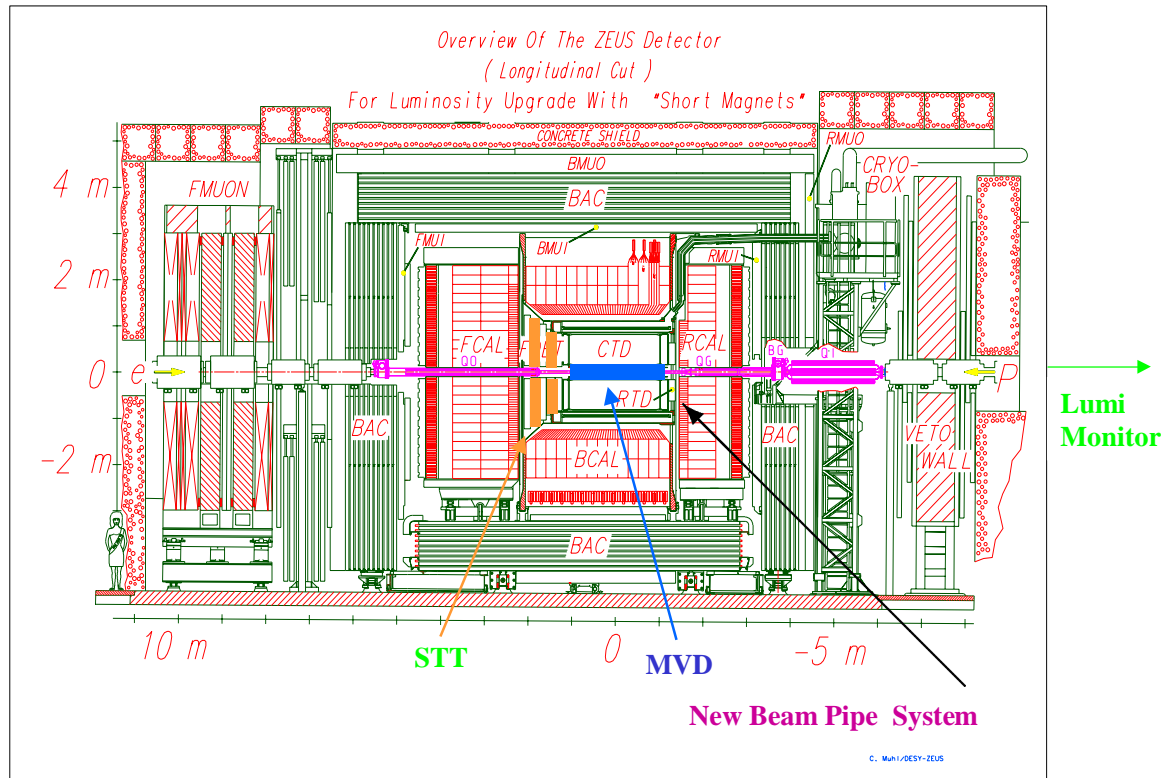 Overview Of The ZEUS Detector
( Longitudinal Cut )
For Luminosity Upgrade With "Short Magnets"
CONCRETE SHIELD
RMUO
BMUO
CRYO-
BOX
4 m
FMUON
BAC
FMUI
BMUI
RMUI
2 m
FCAL
CTD
RCAL
QO
QG
BG
QI
0
e
p
Lumi
Monitor
RTD
BAC
BAC
VETO
WALL
-2 m
BCAL
BAC
10 m
0
-5 m
STT
MVD
New Beam Pipe System
C. Muhl/DESY-ZEUS